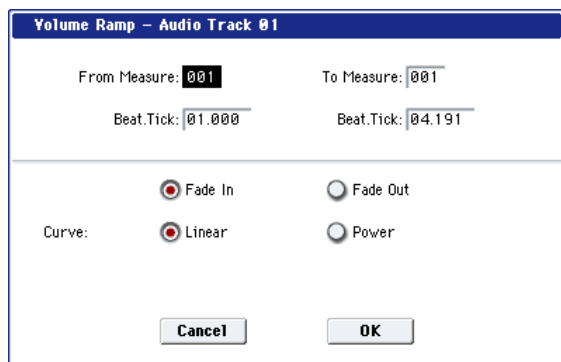 Volume Ramp – Audio Track 01
From Measure: 001 To Measure: 001
Beat.Tick: 01.000 Beat.Tick: 04.191
Fade In Fade Out
Curve: Linear Power
Cancel OK